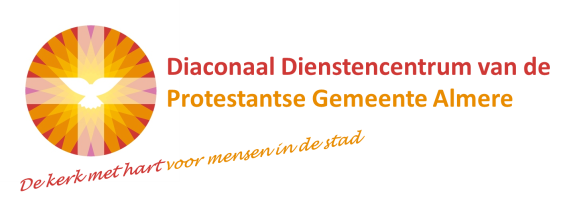 Diaconaal Dienstencentrum van de
Protestantse Gemeente Almere
De kerk met hart voor mensen in de stad